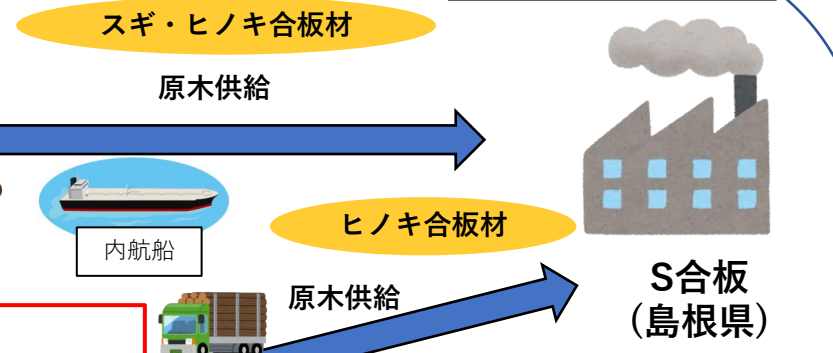 スギ・ヒノキ合板材
原木供給
内航船
ヒノキ合板材
原木供給
S合板
（島根県）